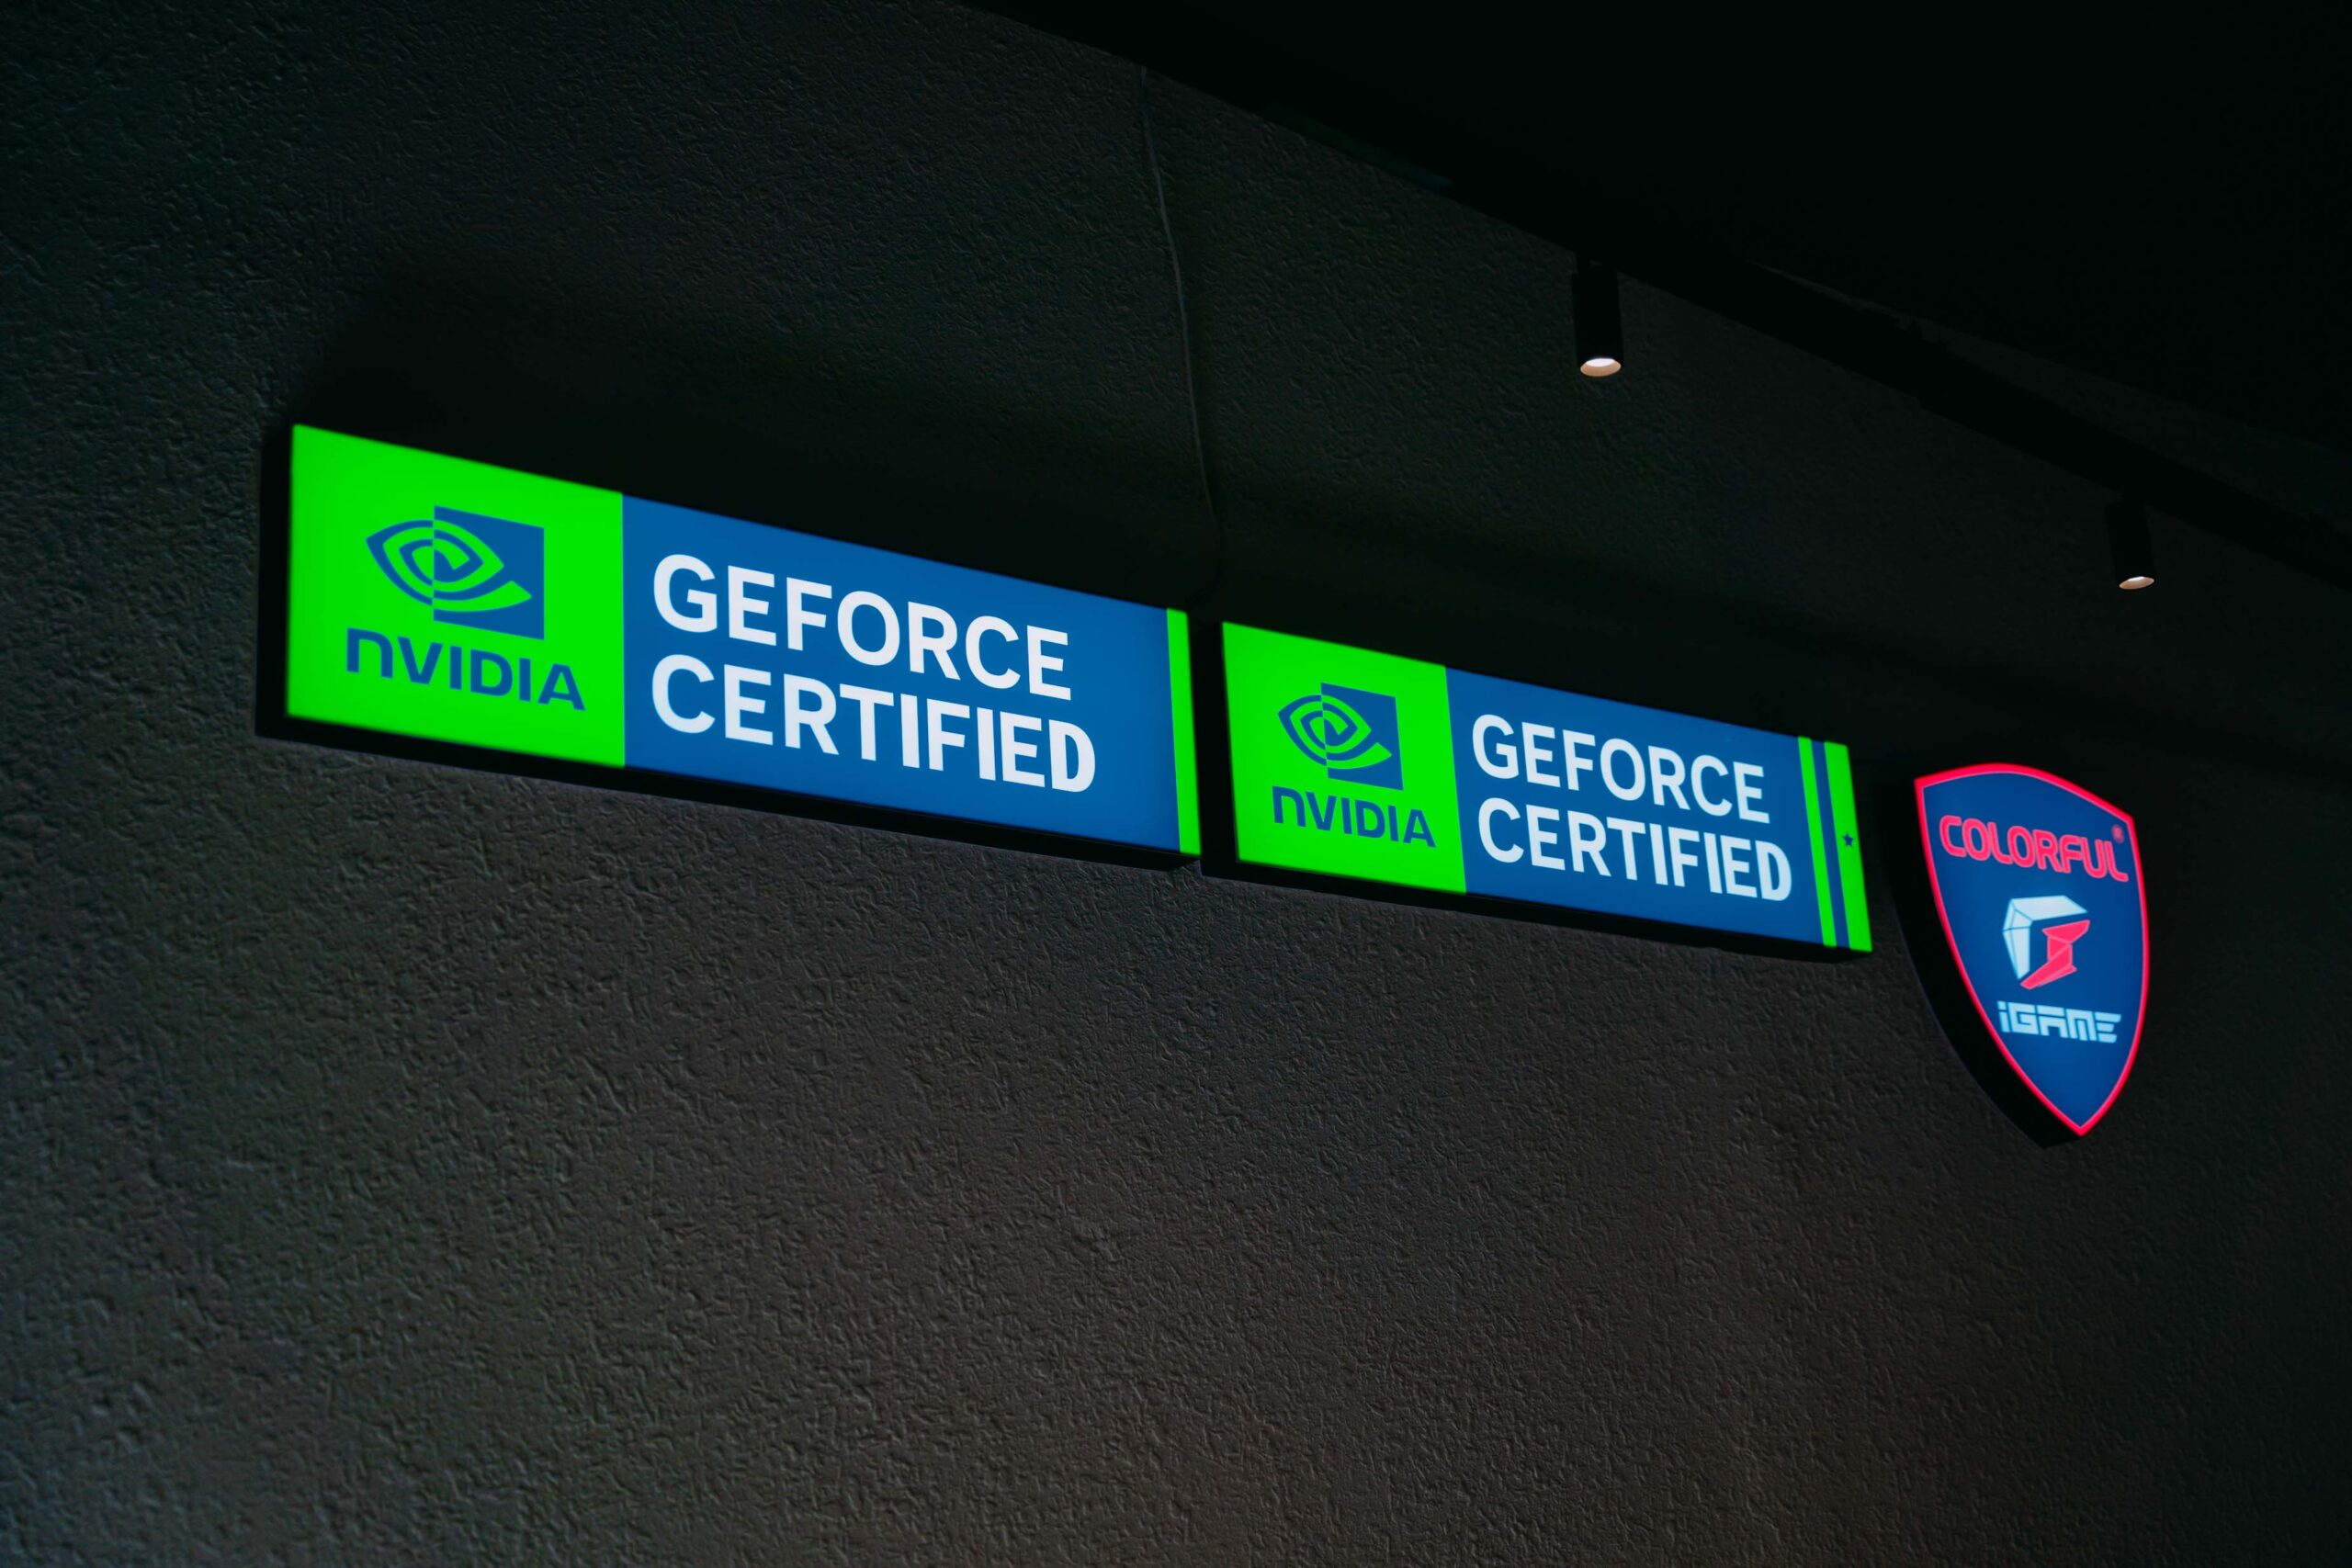 NVIDIA
GEFORCE
CERTIFIED
NVIDIA
GEFORCE
CERTIFIED
COLORFUL®
iGAME